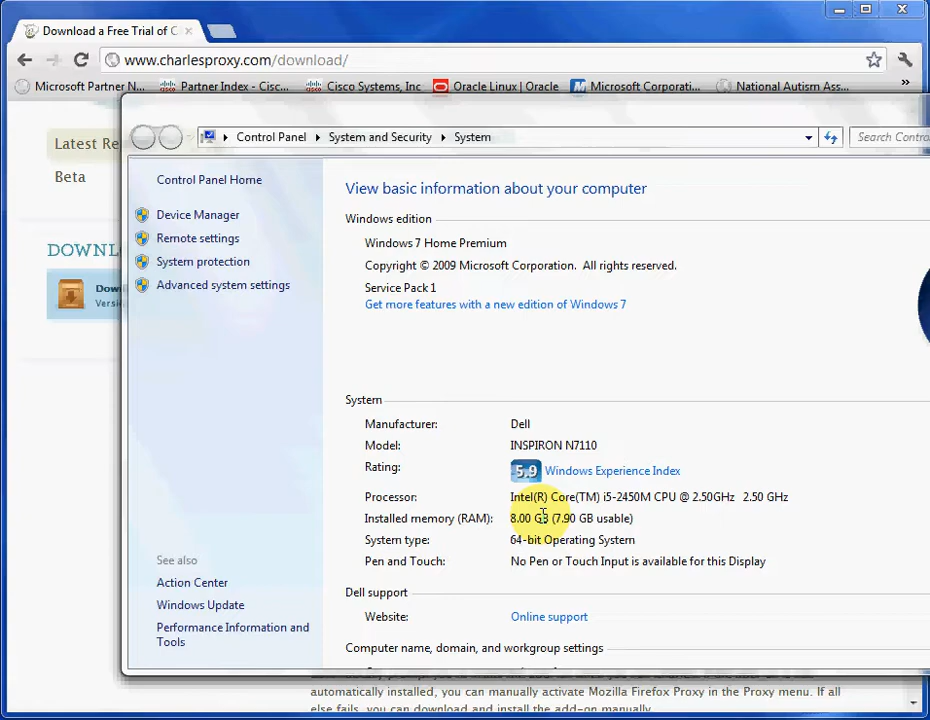 Download a Free Trial of C
www.charlesproxy.com/download/
Microsoft Partner N...
Partner Index - Cisc...
Cisco Systems, Inc
Oracle Linux | Oracle
Microsoft Corporati...
National Autism Ass...
»
Latest Re
Beta
DOWNL
Down
Versi
Control Panel
System and Security
System
Search Contro
Control Panel Home
Device Manager
Remote settings
System protection
Advanced system settings
See also
Action Center
Windows Update
Performance Information and
Tools
View basic information about your computer
Windows edition
Windows 7 Home Premium
Copyright © 2009 Microsoft Corporation. All rights reserved.
Service Pack 1
Get more features with a new edition of Windows 7
System
Manufacturer: Dell
Model: INSPIRON N7110
Rating: 5.9 Windows Experience Index
Processor: Intel(R) Core(TM) i5-2450M CPU @ 2.50GHz 2.50 GHz
Installed memory (RAM): 8.00 GB (7.90 GB usable)
System type: 64-bit Operating System
Pen and Touch: No Pen or Touch Input is available for this Display
Dell support
Website: Online support
Computer name, domain, and workgroup settings
automatically installed, you can manually activate Mozilla Firefox Proxy in the Proxy menu. If all
else fails, you can download and install the add-on manually.